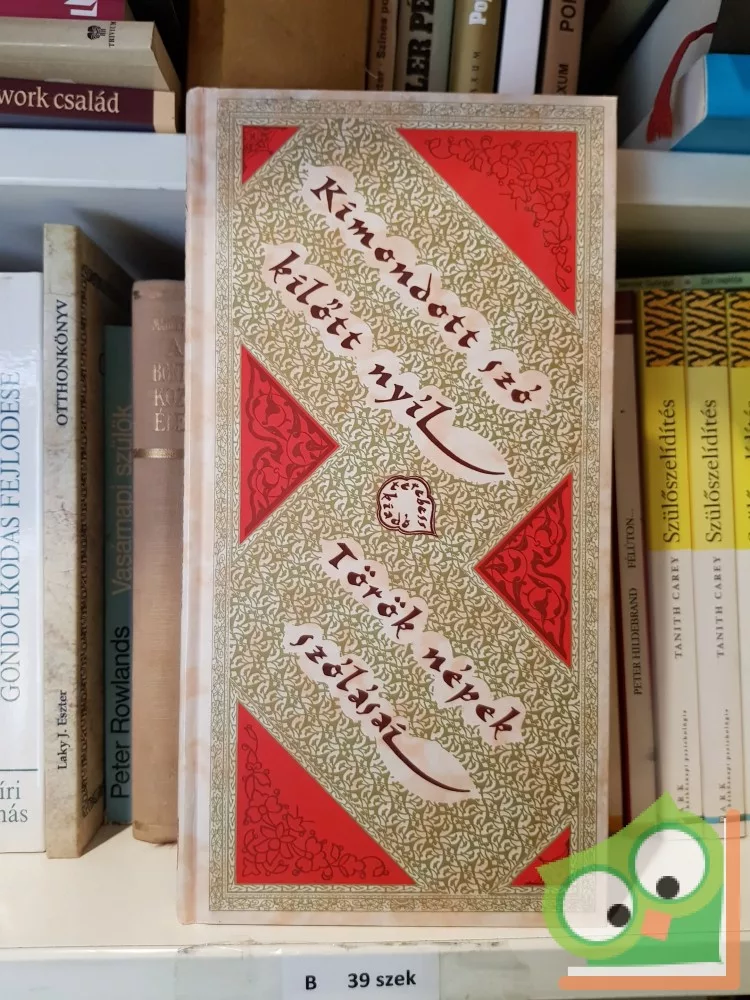 work család
Kimondott szó
kilőtt nyíl
Török népek
szólásai
GONDOLKODÁS FEJLŐDÉSE
OTTHONKÖNYV
Laky J. Eszter
Peter Rowlands Vasárnapi szülők
PETER HILDEBRAND FÉLÚTON...
TANITH CAREY Szülőszelídítés
TANITH CAREY Szülőszelídítés
B 39 szek